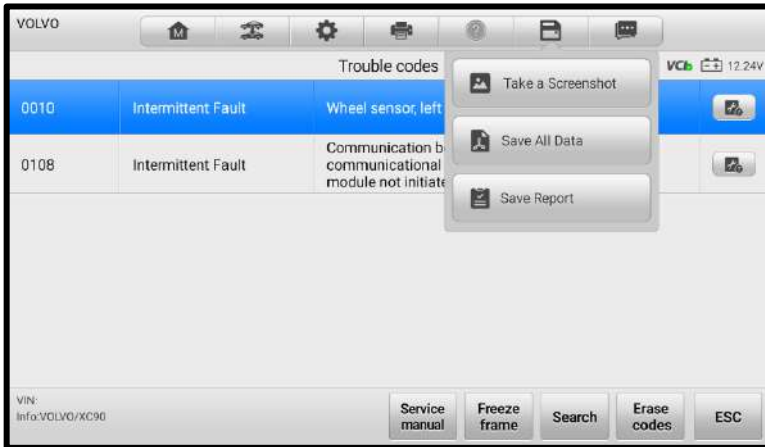 VOLVO
M
Trouble codes
VCI
12.24V
Take a Screenshot
Save All Data
Save Report
0010
Intermittent Fault
Wheel sensor, left
0108
Intermittent Fault
Communication b
communicational
module not initiate
VIN:
Info:VOLVO/XC90
Service
manual
Freeze
frame
Search
Erase
codes
ESC